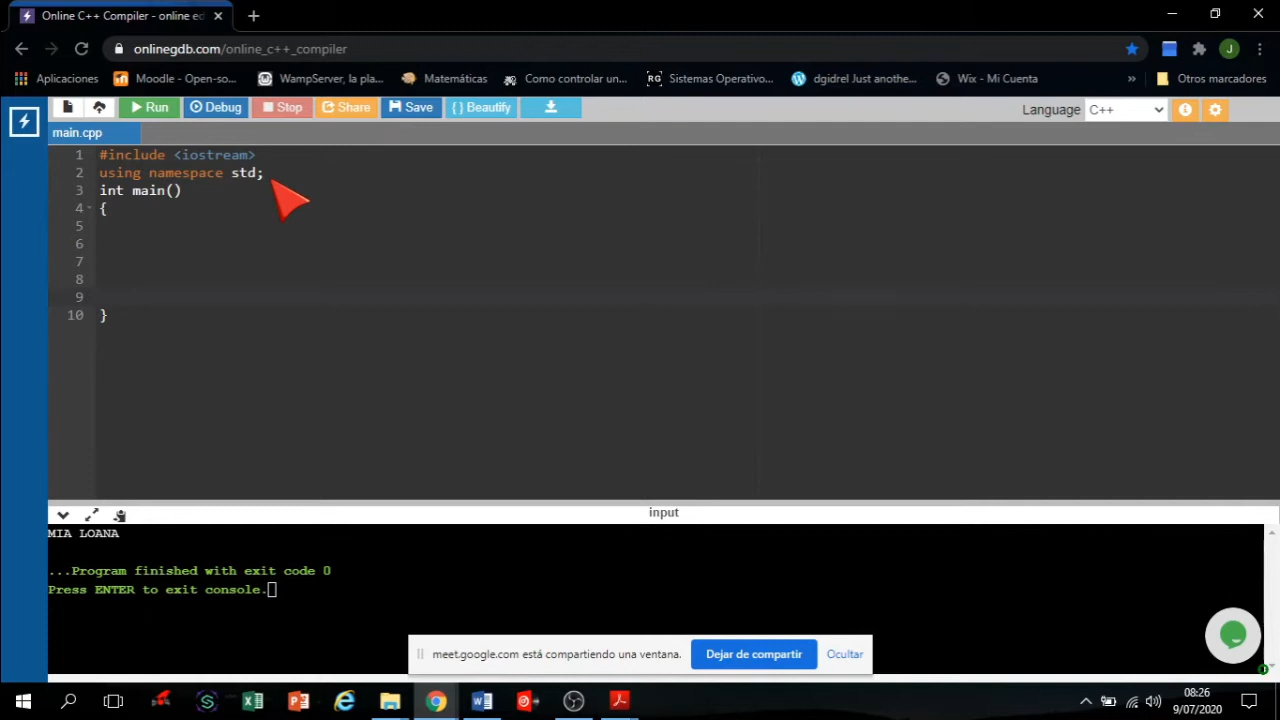 Online C++ Compiler - online ed
onlinegdb.com/online_c++_compiler
J
Aplicaciones
Moodle - Open-so...
WampServer, la pla...
Matemáticas
Como controlar un...
RG Sistemas Operativo...
dgidrel Just anothe...
Wix - Mi Cuenta
»
Otros marcadores
Run
Debug
Stop
Share
Save
{ } Beautify
Language
C++
main.cpp
1 #include <iostream>
2 using namespace std;
3 int main()
4 {
5
6
7
8
9
10 }
input
MIA LOANA
...Program finished with exit code 0
Press ENTER to exit console.
meet.google.com está compartiendo una ventana.
Dejar de compartir
Ocultar
08:26
9/07/2020